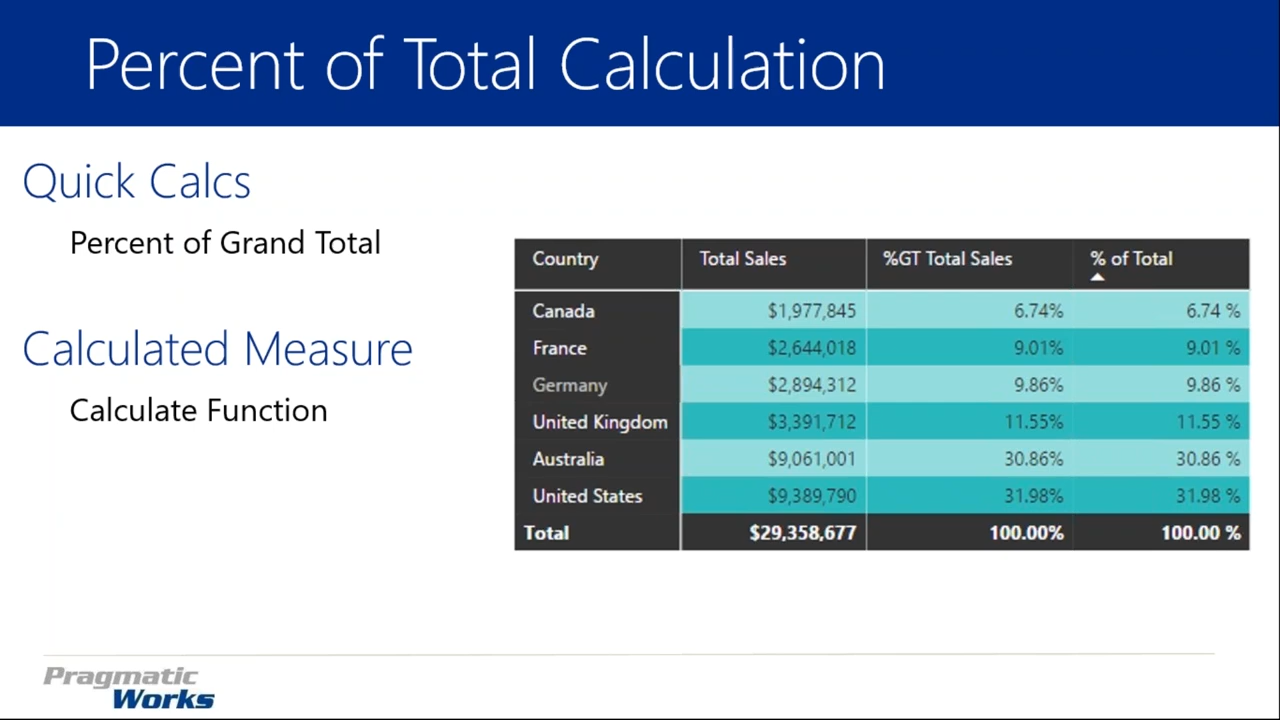 Percent of Total Calculation
Quick Calcs
Percent of Grand Total
Calculated Measure
Calculate Function
Country Total Sales %GT Total Sales % of Total
Canada $1,977,845 6.74% 6.74 %
France $2,644,018 9.01% 9.01 %
Germany $2,894,312 9.86% 9.86 %
United Kingdom $3,391,712 11.55% 11.55 %
Australia $9,061,001 30.86% 30.86 %
United States $9,389,790 31.98% 31.98 %
Total $29,358,677 100.00% 100.00 %
Pragmatic
Works